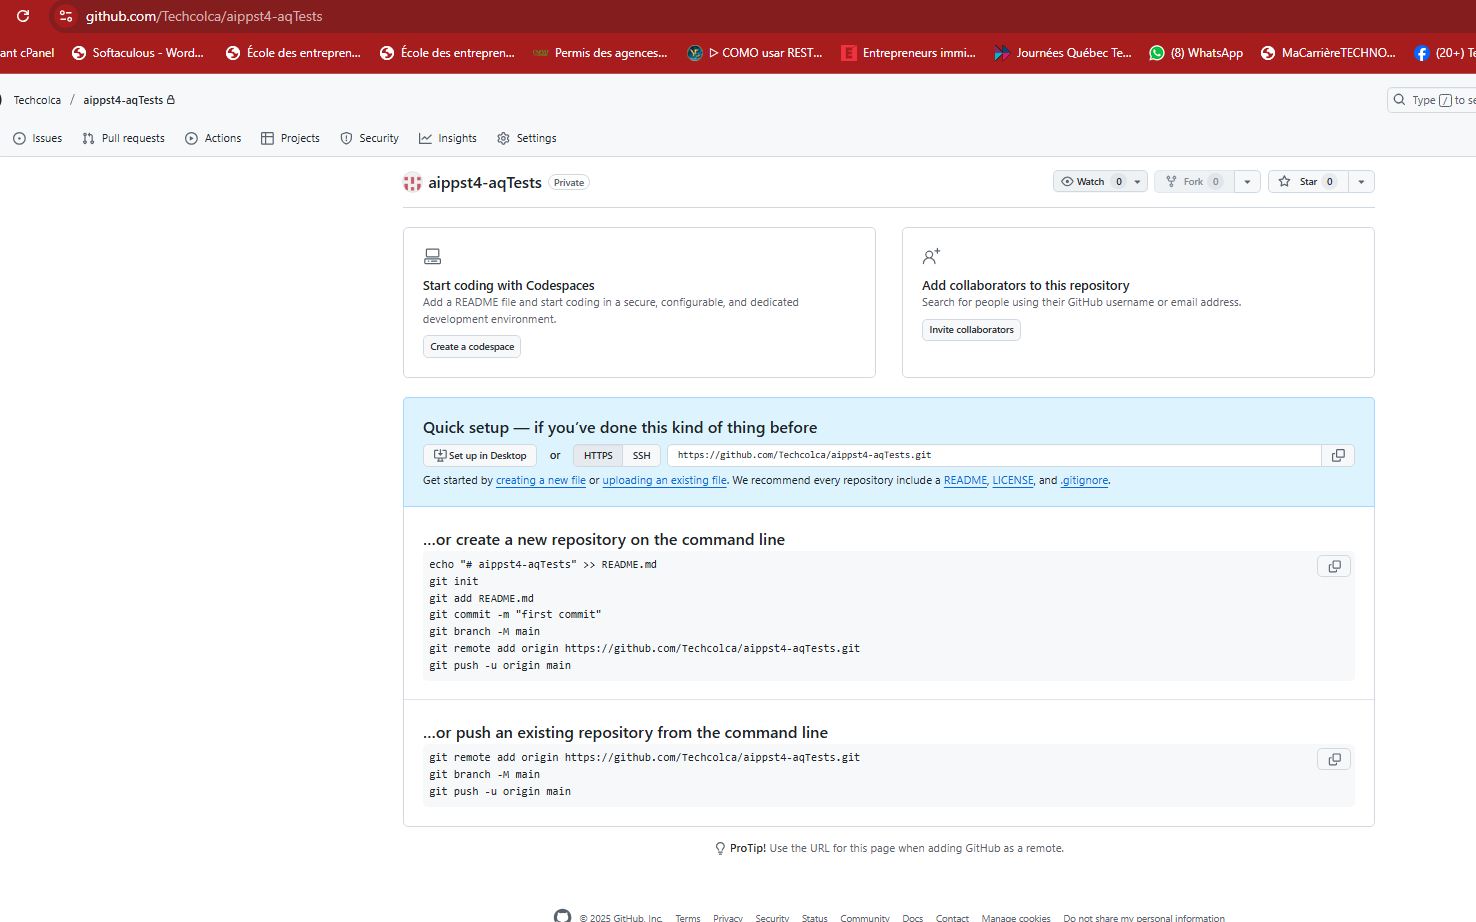 github.com/Techcolca/aippst4-aqTests
ant cPanel Softaculous - Word... École des entrepren... École des entrepren... Permis des agences... ▷ COMO usar REST... Entrepreneurs immi... Journées Québec Te... (8) WhatsApp MaCarrièreTECHNO... (20+) Te
Techcolca / aippst4-aqTests Type / to se
Issues Pull requests Actions Projects Security Insights Settings
aippst4-aqTests Private Watch 0 Fork 0 Star 0
Start coding with Codespaces
Add a README file and start coding in a secure, configurable, and dedicated
development environment.
Create a codespace
Add collaborators to this repository
Search for people using their GitHub username or email address.
Invite collaborators
Quick setup — if you’ve done this kind of thing before
Set up in Desktop or HTTPS SSH https://github.com/Techcolca/aippst4-aqTests.git
Get started by creating a new file or uploading an existing file. We recommend every repository include a README, LICENSE, and .gitignore.
…or create a new repository on the command line
echo "# aippst4-aqTests" >> README.md
git init
git add README.md
git commit -m "first commit"
git branch -M main
git remote add origin https://github.com/Techcolca/aippst4-aqTests.git
git push -u origin main
…or push an existing repository from the command line
git remote add origin https://github.com/Techcolca/aippst4-aqTests.git
git branch -M main
git push -u origin main
ProTip! Use the URL for this page when adding GitHub as a remote.
© 2025 GitHub, Inc. Terms Privacy Security Status Community Docs Contact Manage cookies Do not share my personal information